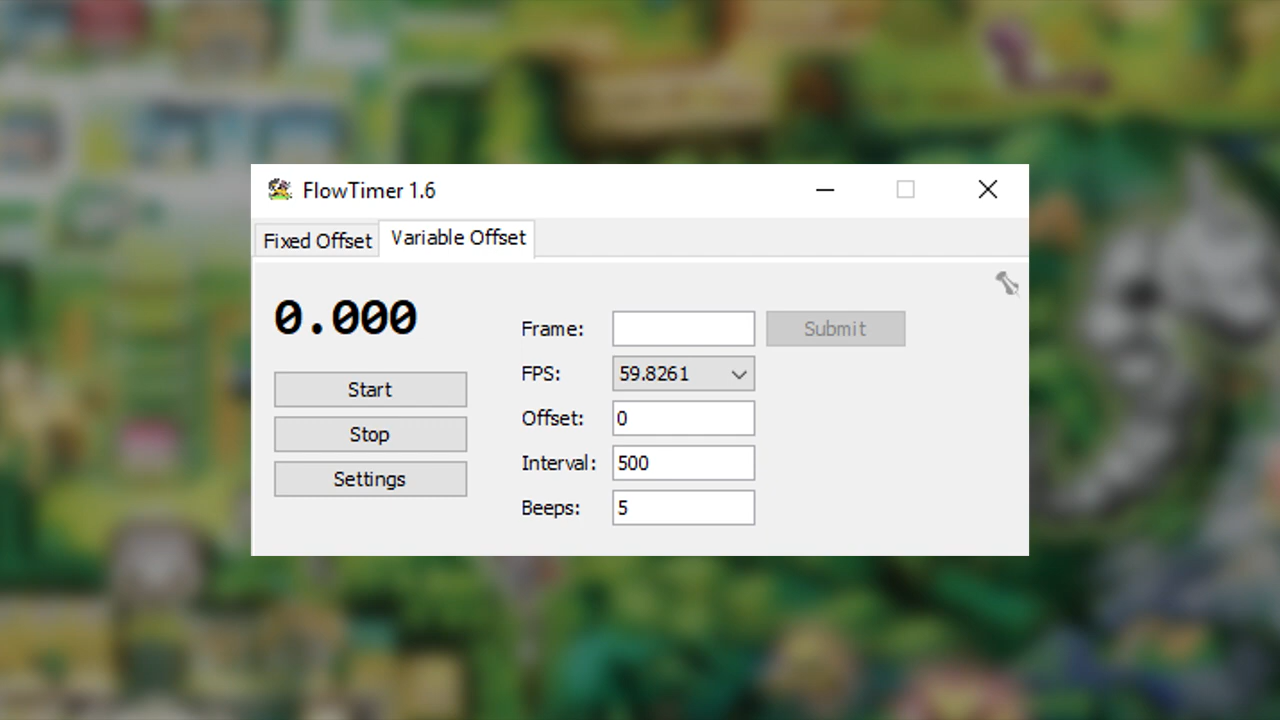 FlowTimer 1.6
Fixed Offset
Variable Offset
0.000
Start
Stop
Settings
Frame:
Submit
FPS:
59.8261
Offset:
0
Interval:
500
Beeps:
5